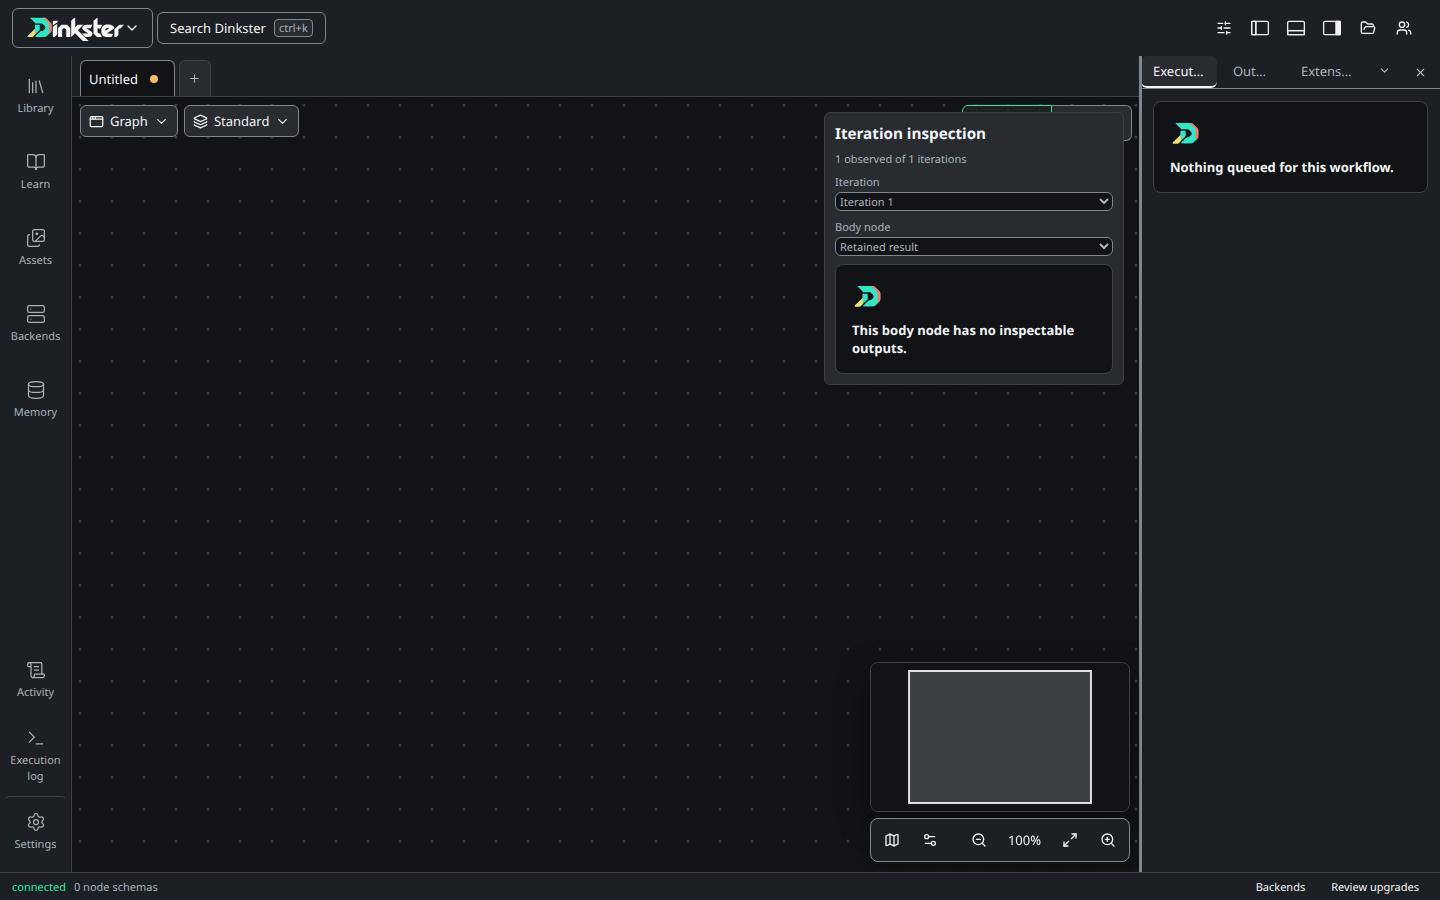 Dinkster
Search Dinkster ctrl+k
Untitled
+
Execut...
Out...
Extens...
Library
Learn
Assets
Backends
Memory
Activity
Execution
log
Settings
Graph
Standard
Iteration inspection
1 observed of 1 iterations
Iteration
Iteration 1
Body node
Retained result
This body node has no inspectable
outputs.
Nothing queued for this workflow.
100%
connected 0 node schemas
Backends
Review upgrades